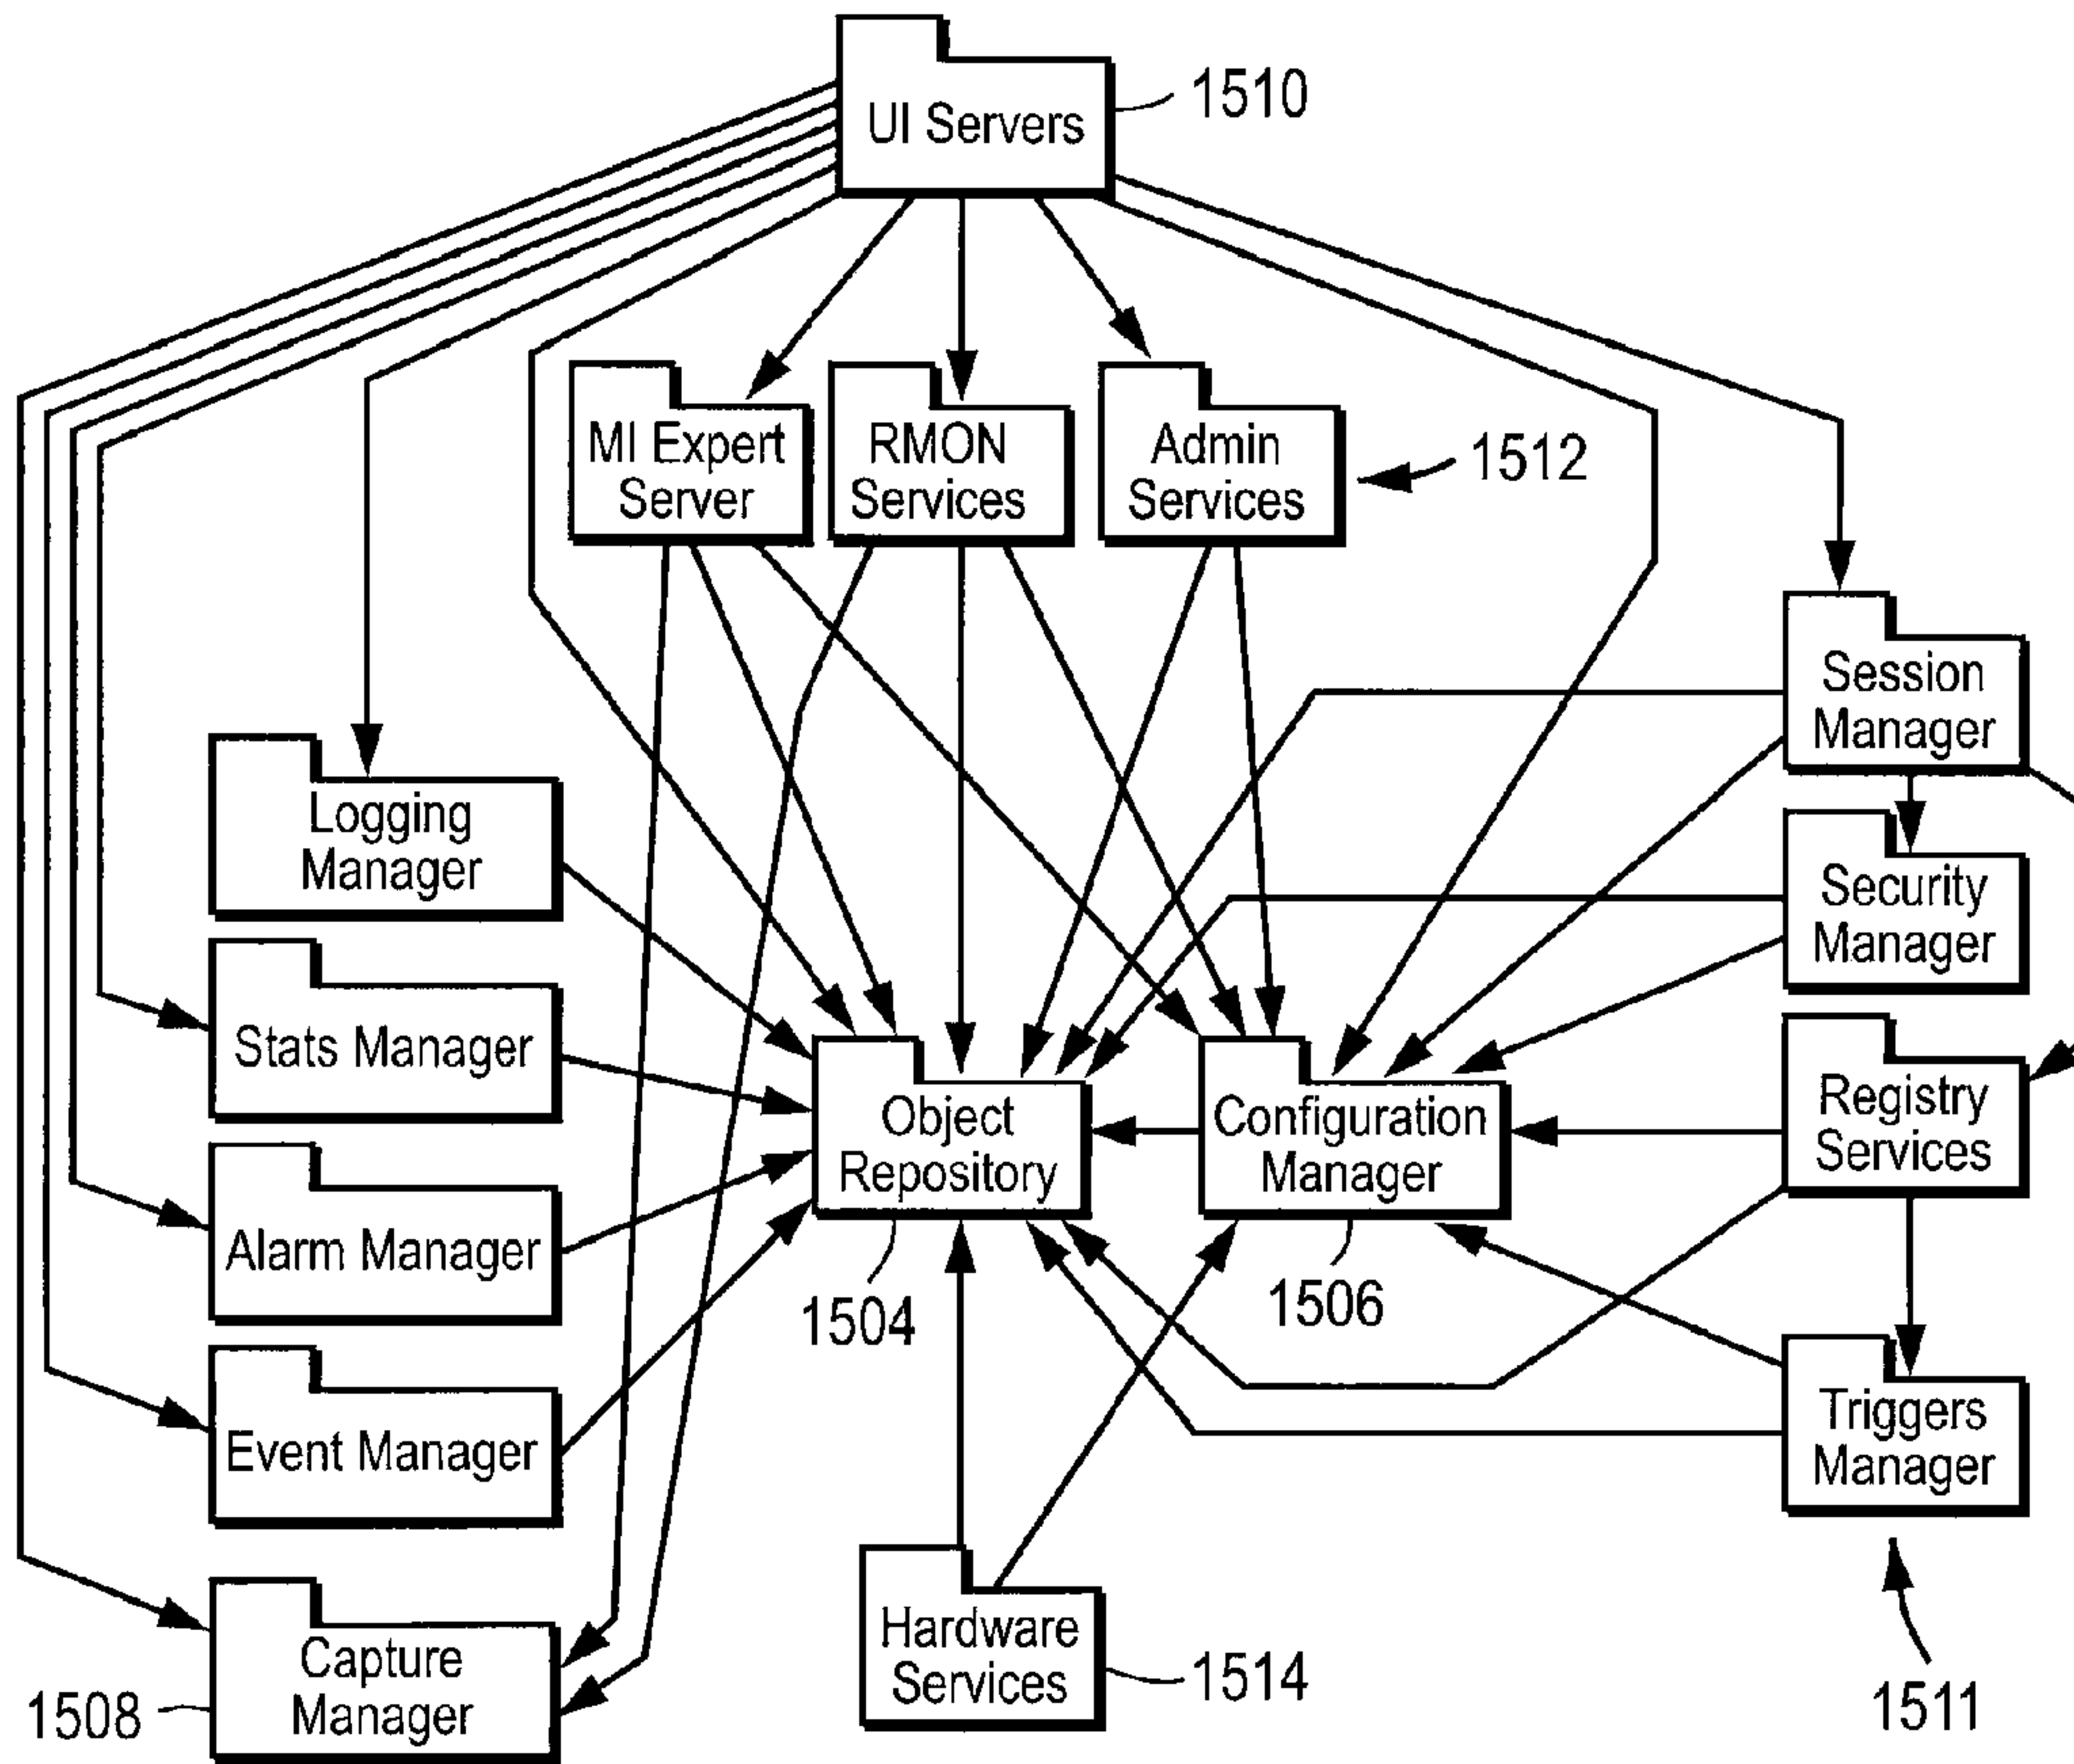 UI Servers
1510
MI Expert
Server
RMON
Services
Admin
Services
1512
Session
Manager
Logging
Manager
Security
Manager
Stats Manager
Object
Repository
Configuration
Manager
Registry
Services
Alarm Manager
1504
1506
Event Manager
Triggers
Manager
Capture
Manager
1508
Hardware
Services
1514
1511